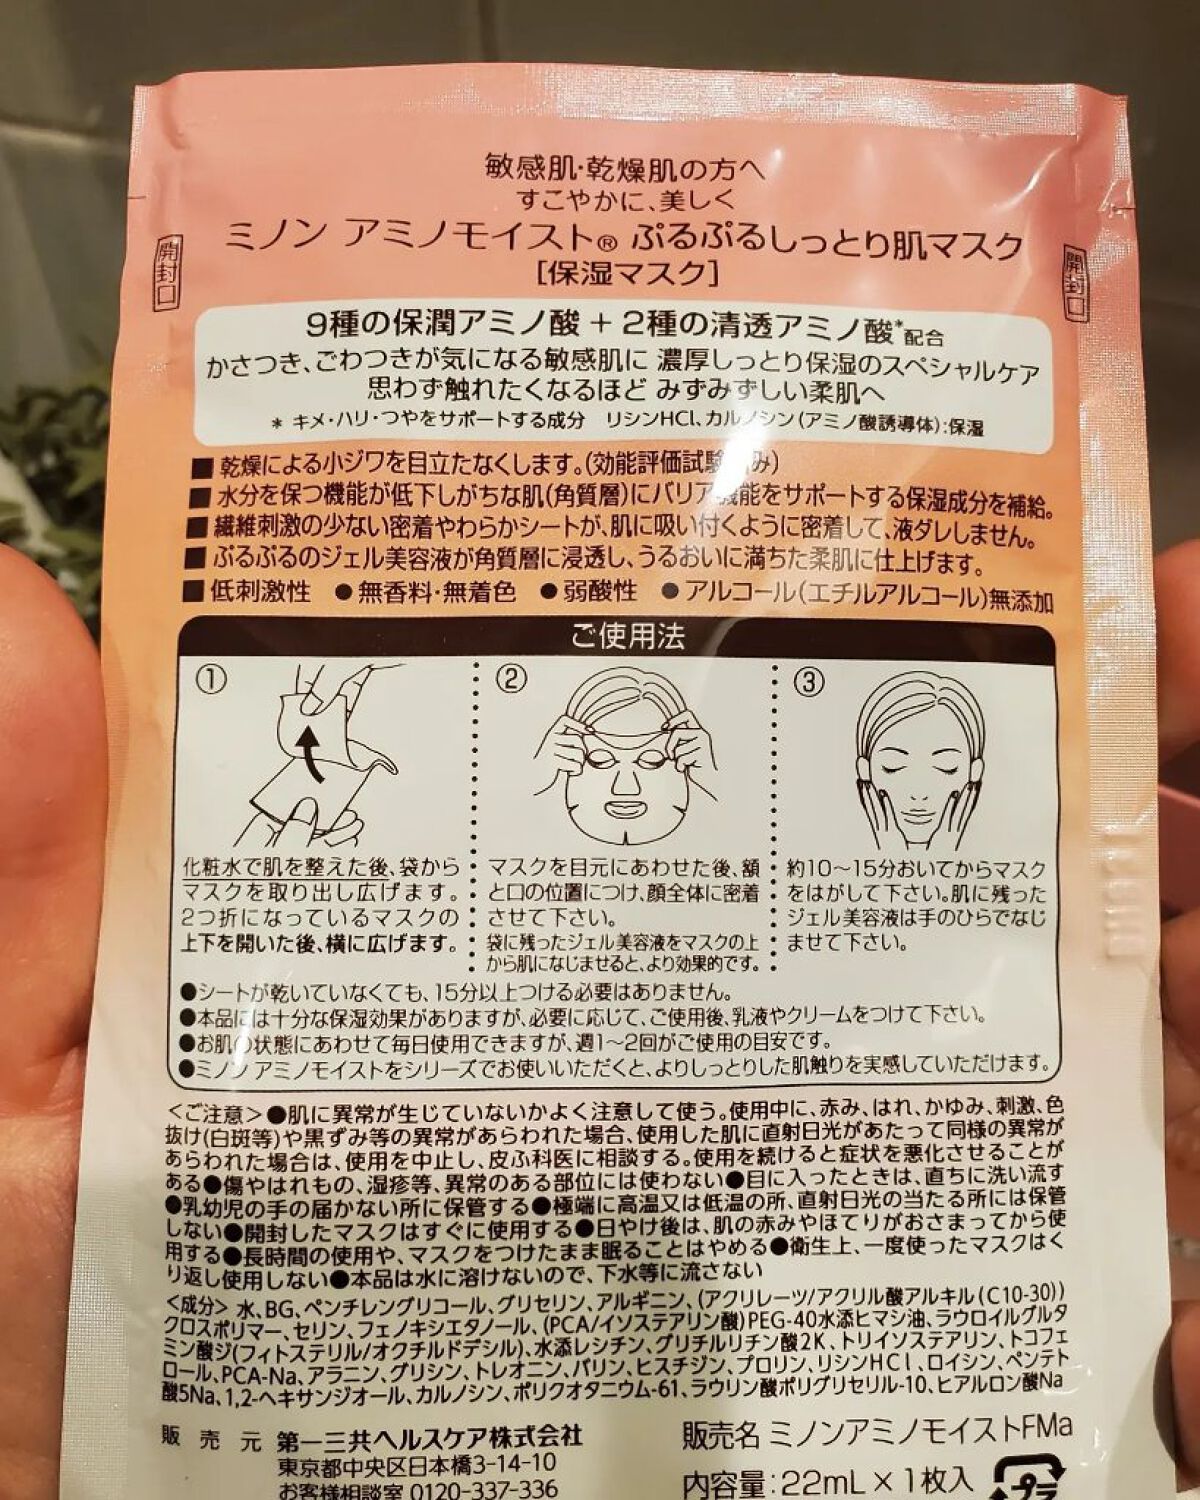 敏感肌・乾燥肌の方へ
すこやかに、美しく
ミノン アミノモイスト® ぷるぷるしっとり肌マスク
[保湿マスク]
開封口
開封口
9種の保潤アミノ酸 + 2種の清透アミノ酸*配合
かさつき、ごわつきが気になる敏感肌に 濃厚しっとり保湿のスペシャルケア
思わず触れたくなるほど みずみずしい柔肌へ
* キメ・ハリ・つやをサポートする成分 リシンHCl、カルノシン(アミノ酸誘導体):保湿
■ 乾燥による小ジワを目立たなくします。(効能評価試験済み)
■ 水分を保つ機能が低下しがちな肌(角質層)にバリア機能をサポートする保湿成分を補給。
■ 繊維刺激の少ない密着やわらかシートが、肌に吸い付くように密着して、液ダレしません。
■ ぷるぷるのジェル美容液が角質層に浸透し、うるおいに満ちた柔肌に仕上げます。
■ 低刺激性 ●無香料・無着色 ●弱酸性 ●アルコール(エチルアルコール)無添加
ご使用法
①
化粧水で肌を整えた後、袋から
マスクを取り出し広げます。
2つ折になっているマスクの
上下を開いた後、横に広げます。
②
マスクを目元にあわせた後、額
と口の位置につけ、顔全体に密着
させて下さい。
袋に残ったジェル美容液をマスクの上
から肌になじませると、より効果的です。
③
約10〜15分おいてからマスク
をはがして下さい。肌に残った
ジェル美容液は手のひらでなじ
ませて下さい。
●シートが乾いていなくても、15分以上つける必要はありません。
●本品には十分な保湿効果がありますが、必要に応じて、ご使用後、乳液やクリームをつけて下さい。
●お肌の状態にあわせて毎日使用できますが、週1〜2回がご使用の目安です。
●ミノン アミノモイストをシリーズでお使いいただくと、よりしっとりした肌触りを実感していただけます。
<ご注意>●肌に異常が生じていないかよく注意して使う。使用中に、赤み、はれ、かゆみ、刺激、色
抜け(白斑等)や黒ずみ等の異常があらわれた場合、使用した肌に直射日光があたって同様の異常が
あらわれた場合は、使用を中止し、皮ふ科医に相談する。使用を続けると症状を悪化させることが
ある●傷やはれもの、湿疹等、異常のある部位には使わない●目に入ったときは、直ちに洗い流す
●乳幼児の手の届かない所に保管する●極端に高温又は低温の所、直射日光の当たる所には保管
しない●開封したマスクはすぐに使用する●日やけ後は、肌の赤みやほてりがおさまってから使
用する●長時間の使用や、マスクをつけたまま眠ることはやめる●衛生上、一度使ったマスクはく
り返し使用しない●本品は水に溶けないので、下水等に流さない
<成分>水、BG、ペンチレングリコール、グリセリン、アルギニン、(アクリレーツ/アクリル酸アルキル(C10-30))
クロスポリマー、セリン、フェノキシエタノール、(PCA/イソステアリン酸)PEG-40水添ヒマシ油、ラウロイルグルタ
ミン酸ジ(フィトステリル/オクチルドデシル)、水添レシチン、グリチルリチン酸2K、トリイソステアリン、トコフェ
ロール、PCA-Na、アラニン、グリシン、トレオニン、バリン、ヒスチジン、プロリン、リシンHCl、ロイシン、ペンテト
酸5Na、1,2-ヘキサンジオール、カルノシン、ポリクオタニウム-61、ラウリン酸ポリグリセリル-10、ヒアルロン酸Na
販売元 第一三共ヘルスケア株式会社
東京都中央区日本橋3-14-10
お客様相談室 0120-337-336
販売名 ミノンアミノモイストFMa
内容量:22mL×1枚入
プラ